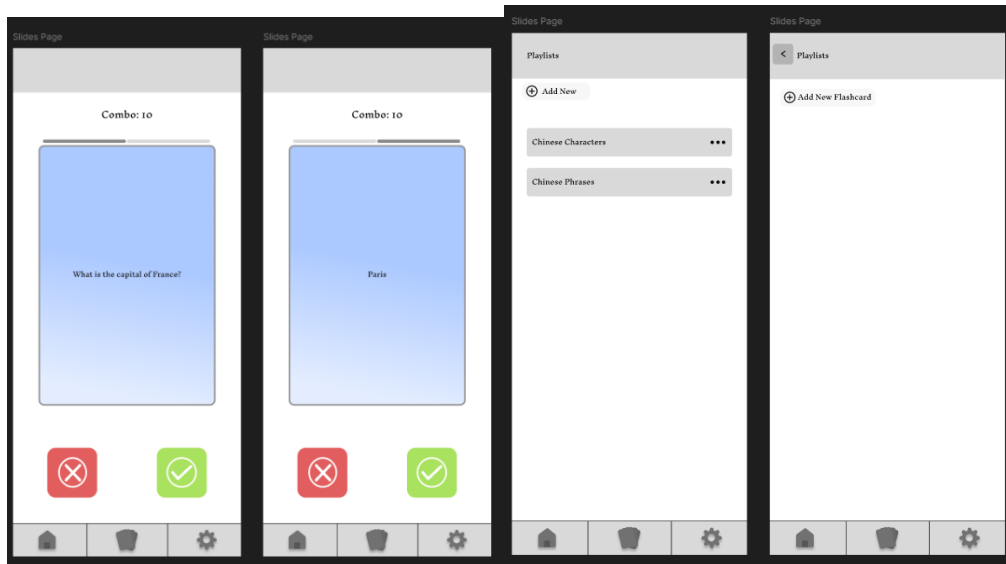 Slides Page
Combo: 10
What is the capital of France?
Slides Page
Combo: 10
Paris
Slides Page
Playlists
Add New
Chinese Characters
Chinese Phrases
Slides Page
Playlists
Add New Flashcard